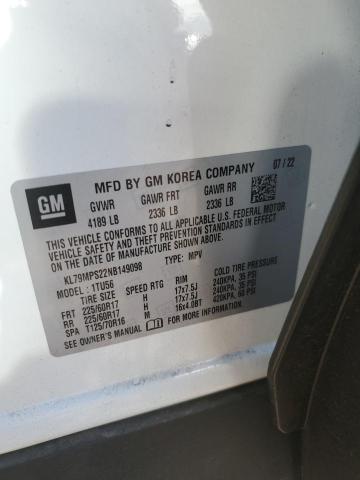 GM
MFD BY GM KOREA COMPANY 07/22
GVWR GAWR FRT GAWR RR
4189 LB 2336 LB 2336 LB
THIS VEHICLE CONFORMS TO ALL APPLICABLE U.S. FEDERAL MOTOR
VEHICLE SAFETY AND THEFT PREVENTION STANDARDS IN EFFECT ON THE
DATE OF MANUFACTURE SHOWN ABOVE.
KL79MPS22NB149098 TYPE: MPV
MODEL: 1TU56 SPEED RTG RIM COLD TIRE PRESSURE
FRT 225/60R17 H 17x7.5J 240KPA, 35 PSI
RR 225/60R17 H 17x7.5J 240KPA, 35 PSI
SPA T125/70R16 M 16x4.0BT 420KPA, 60 PSI
SEE OWNER'S MANUAL FOR ADDITIONAL INFORMATION